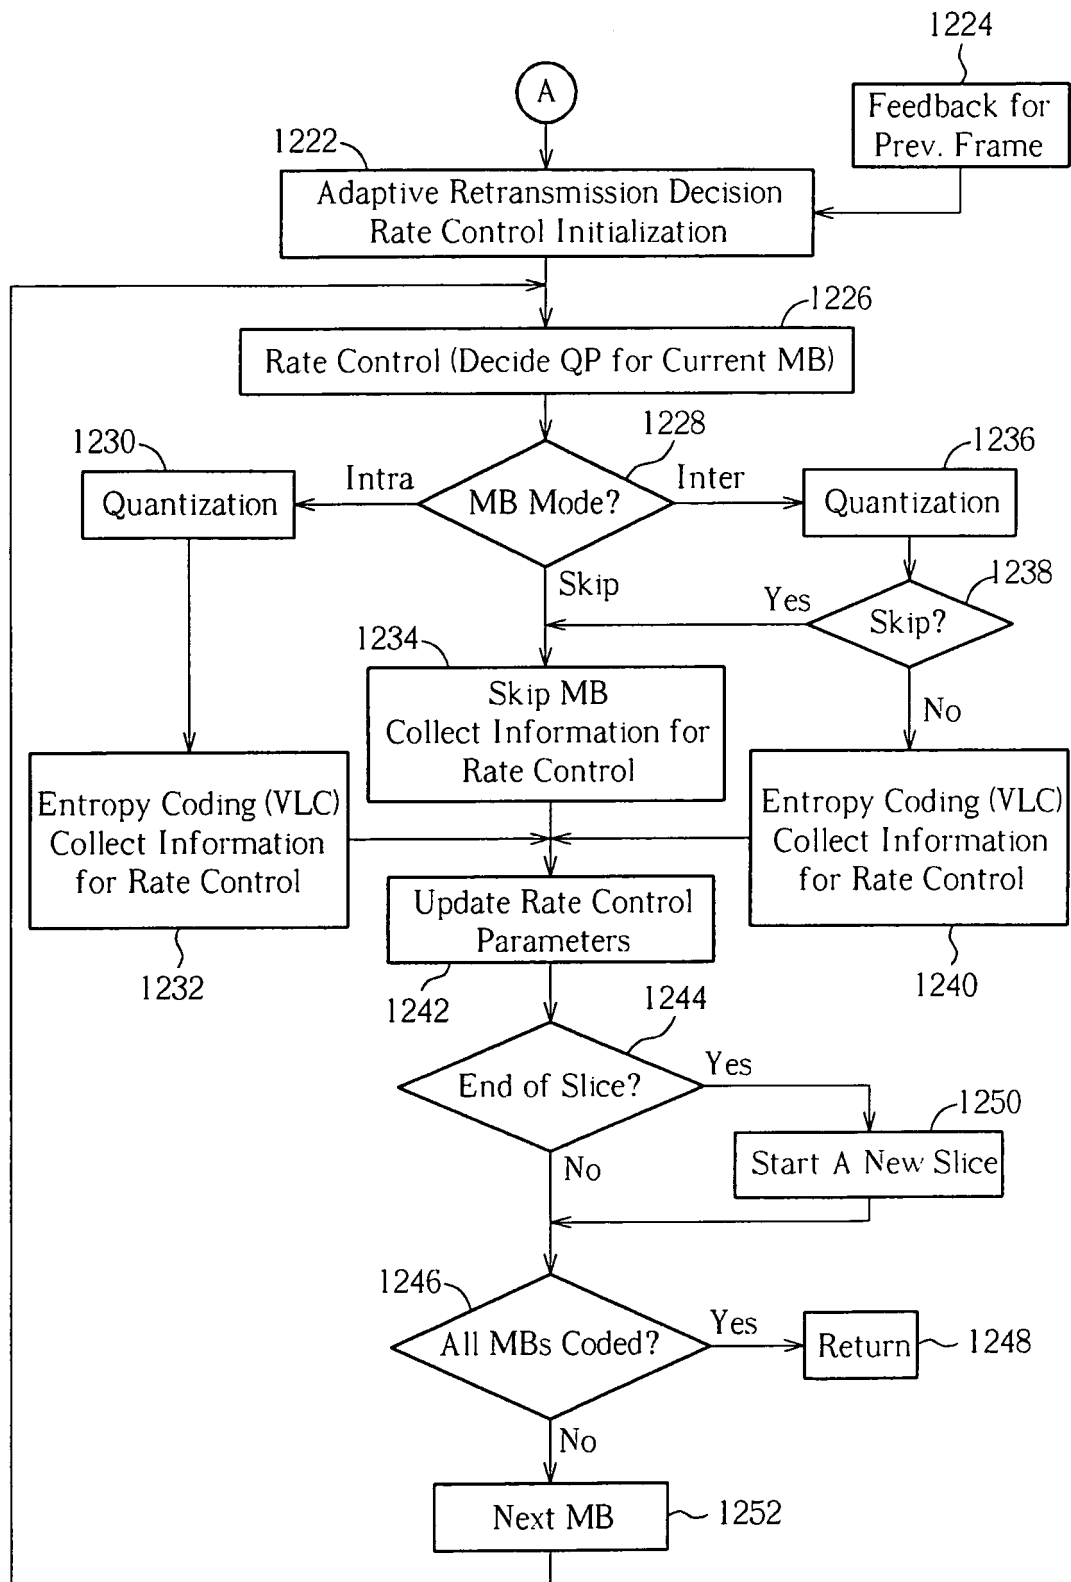 1224
A
Feedback for
Prev. Frame
1222
Adaptive Retransmission Decision
Rate Control Initialization
1226
Rate Control (Decide QP for Current MB)
1230
1228
1236
Intra
Inter
Quantization
MB Mode?
Quantization
1238
Skip
Yes
Skip?
1234
Skip MB
Collect Information for
Rate Control
No
Entropy Coding (VLC)
Collect Information
for Rate Control
Entropy Coding (VLC)
Collect Information
for Rate Control
Update Rate Control
Parameters
1232
1242
1240
1244
End of Slice?
Yes
1250
No
Start A New Slice
1246
All MBs Coded?
Yes
Return
1248
No
Next MB
1252